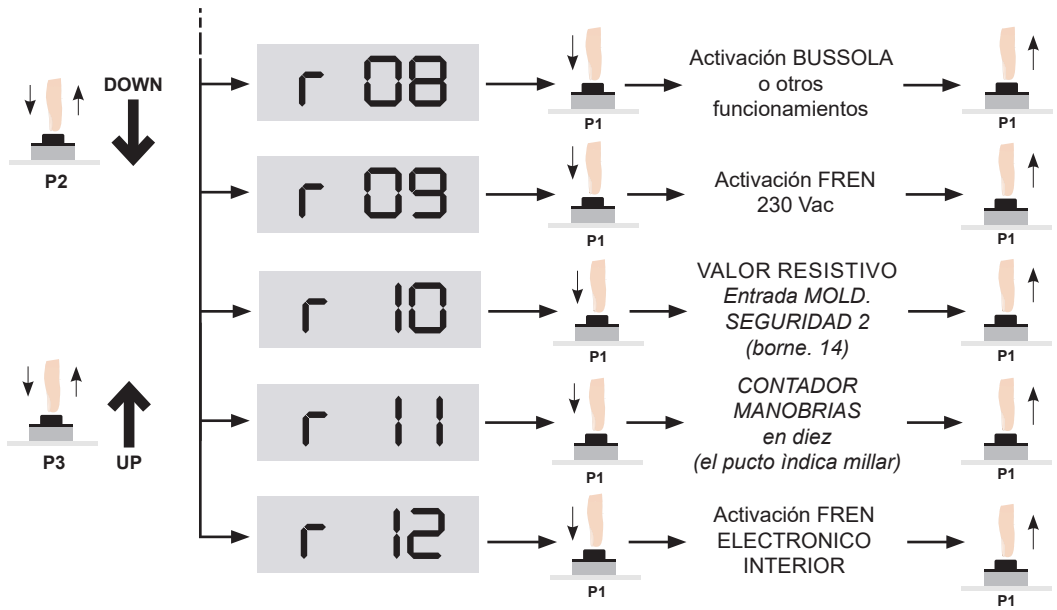 DOWN
P2
P3
UP
r 08
P1
Activación BUSSOLA
o otros
funcionamientos
P1
r 09
P1
Activación FREN
230 Vac
P1
r 10
P1
VALOR RESISTIVO
Entrada MOLD.
SEGURIDAD 2
(borne. 14)
P1
r 11
P1
CONTADOR
MANOBRIAS
en diez
(el pucto ìndica millar)
P1
r 12
P1
Activación FREN
ELECTRONICO
INTERIOR
P1